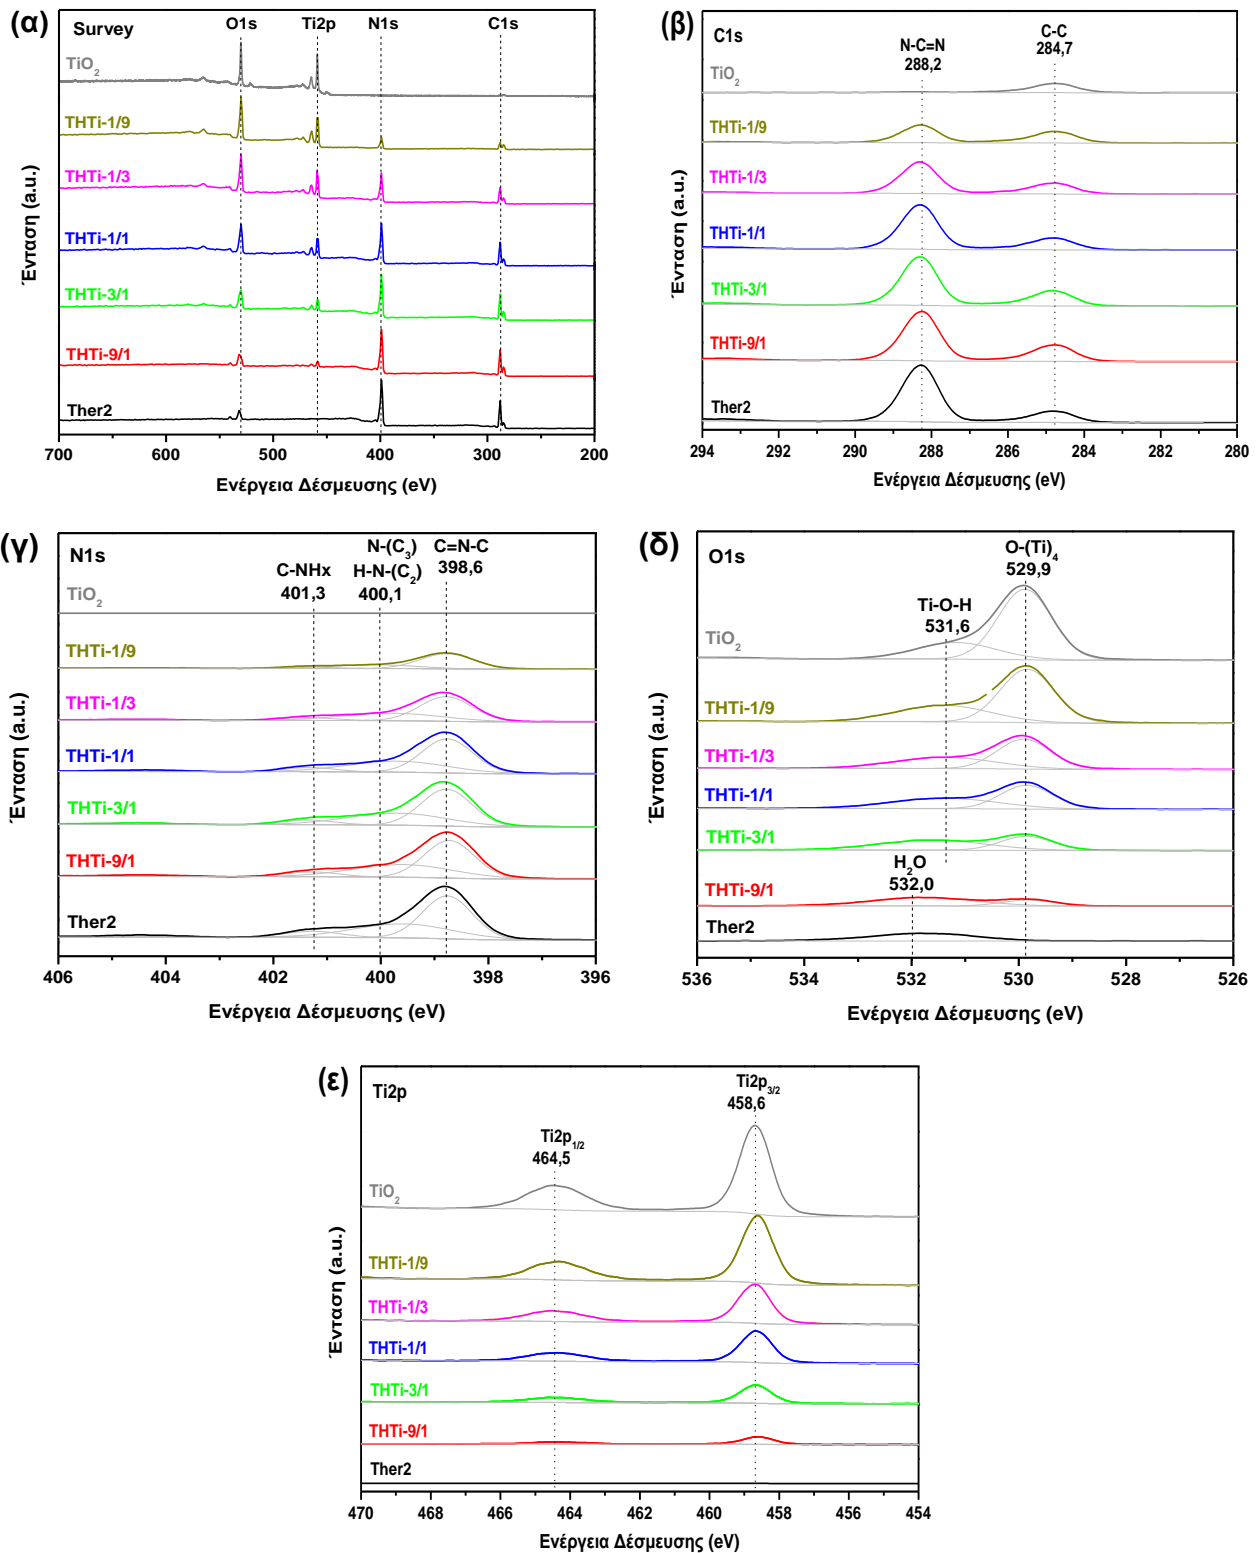 (α)
Survey
O1s
Ti2p
N1s
C1s
TiO2
THTi-1/9
THTi-1/3
THTi-1/1
THTi-3/1
THTi-9/1
Ther2
Ένταση (a.u.)
700
600
500
400
300
200
Ενέργεια Δέσμευσης (eV)
(β)
C1s
N-C=N
288,2
C-C
284,7
TiO2
THTi-1/9
THTi-1/3
THTi-1/1
THTi-3/1
THTi-9/1
Ther2
Ένταση (a.u.)
294
292
290
288
286
284
282
280
Ενέργεια Δέσμευσης (eV)
(γ)
N1s
C-NHx
401,3
N-(C3)
H-N-(C2)
400,1
C=N-C
398,6
TiO2
THTi-1/9
THTi-1/3
THTi-1/1
THTi-3/1
THTi-9/1
Ther2
Ένταση (a.u.)
406
404
402
400
398
396
Ενέργεια Δέσμευσης (eV)
(δ)
O1s
O-(Ti)4
529,9
Ti-O-H
531,6
TiO2
THTi-1/9
THTi-1/3
THTi-1/1
THTi-3/1
H2O
532,0
THTi-9/1
Ther2
Ένταση (a.u.)
536
534
532
530
528
526
Ενέργεια Δέσμευσης (eV)
(ε)
Ti2p
Ti2p3/2
458,6
Ti2p1/2
464,5
TiO2
THTi-1/9
THTi-1/3
THTi-1/1
THTi-3/1
THTi-9/1
Ther2
Ένταση (a.u.)
470
468
466
464
462
460
458
456
454
Ενέργεια Δέσμευσης (eV)